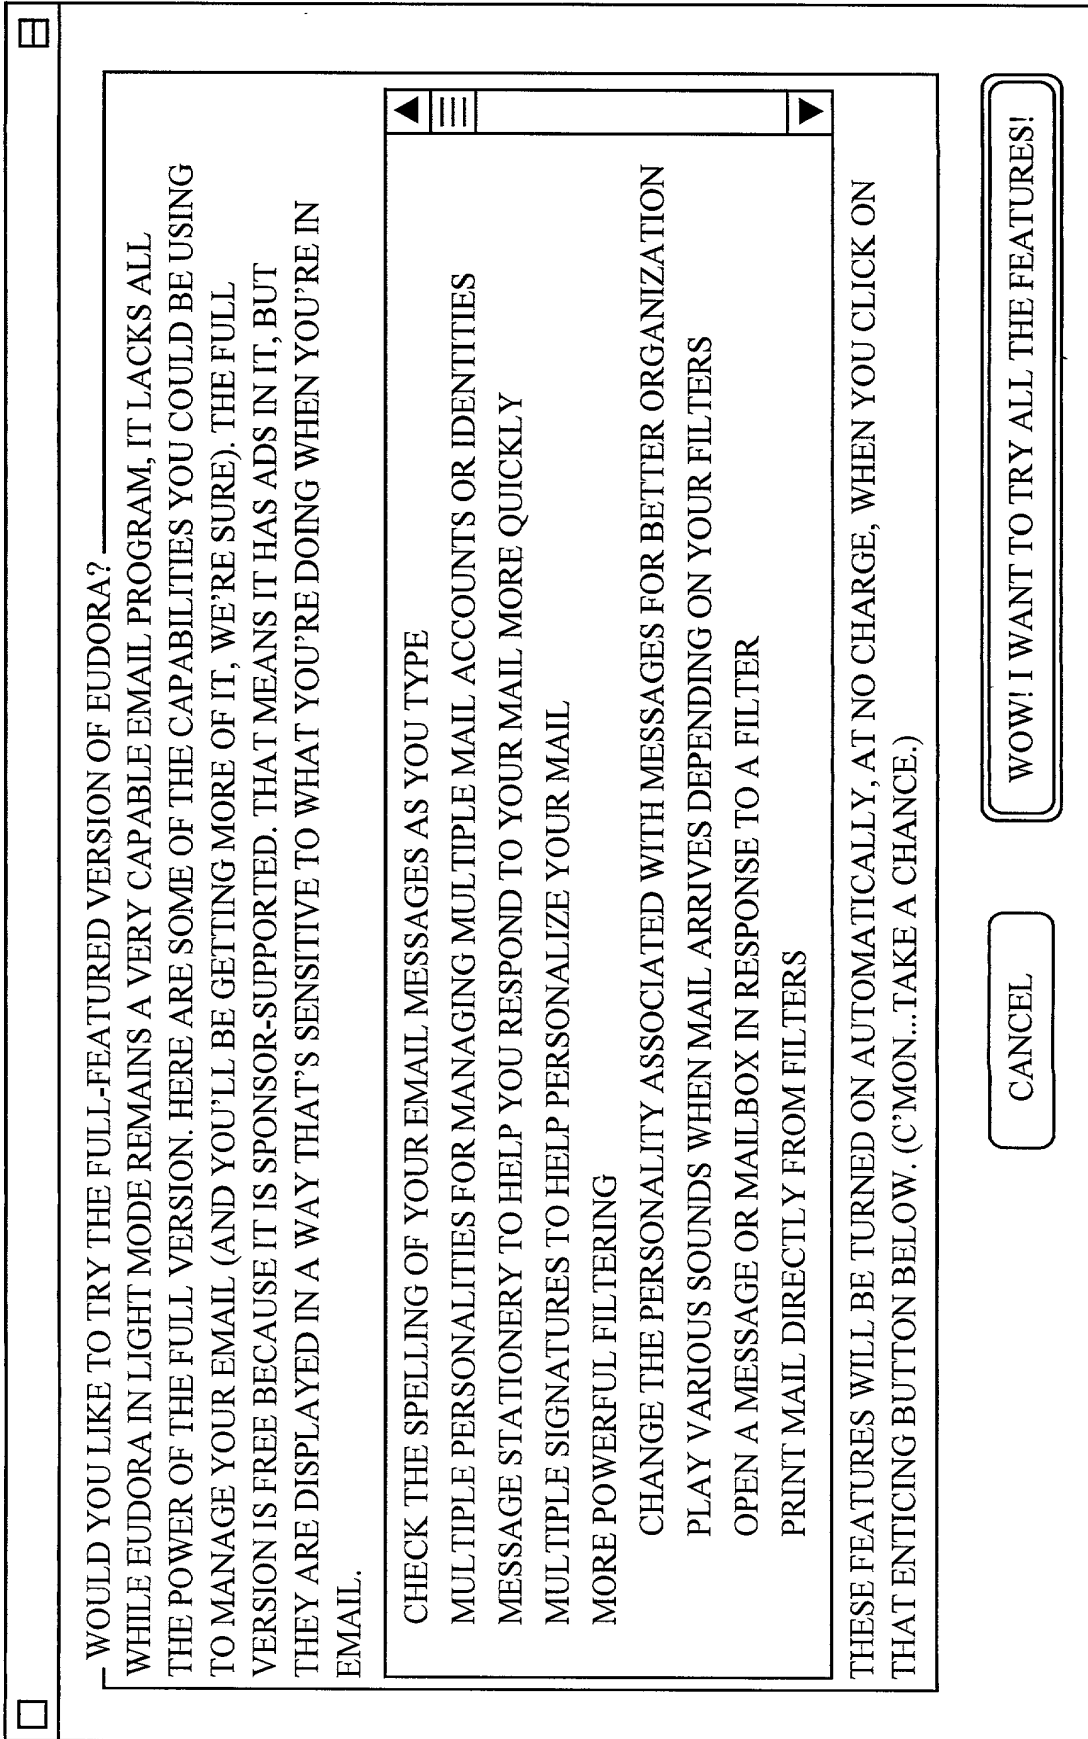 WOULD YOU LIKE TO TRY THE FULL-FEATURED VERSION OF EUDORA?
WHILE EUDORA IN LIGHT MODE REMAINS A VERY CAPABLE EMAIL PROGRAM, IT LACKS ALL
THE POWER OF THE FULL VERSION. HERE ARE SOME OF THE CAPABILITIES YOU COULD BE USING
TO MANAGE YOUR EMAIL (AND YOU'LL BE GETTING MORE OF IT, WE'RE SURE). THE FULL
VERSION IS FREE BECAUSE IT IS SPONSOR-SUPPORTED. THAT MEANS IT HAS ADS IN IT, BUT
THEY ARE DISPLAYED IN A WAY THAT'S SENSITIVE TO WHAT YOU'RE DOING WHEN YOU'RE IN
EMAIL.
CHECK THE SPELLING OF YOUR EMAIL MESSAGES AS YOU TYPE
MULTIPLE PERSONALITIES FOR MANAGING MULTIPLE MAIL ACCOUNTS OR IDENTITIES
MESSAGE STATIONERY TO HELP YOU RESPOND TO YOUR MAIL MORE QUICKLY
MULTIPLE SIGNATURES TO HELP PERSONALIZE YOUR MAIL
MORE POWERFUL FILTERING
CHANGE THE PERSONALITY ASSOCIATED WITH MESSAGES FOR BETTER ORGANIZATION
PLAY VARIOUS SOUNDS WHEN MAIL ARRIVES DEPENDING ON YOUR FILTERS
OPEN A MESSAGE OR MAILBOX IN RESPONSE TO A FILTER
PRINT MAIL DIRECTLY FROM FILTERS
THESE FEATURES WILL BE TURNED ON AUTOMATICALLY, AT NO CHARGE, WHEN YOU CLICK ON
THAT ENTICING BUTTON BELOW. (C'MON...TAKE A CHANCE.)
CANCEL
WOW! I WANT TO TRY ALL THE FEATURES!